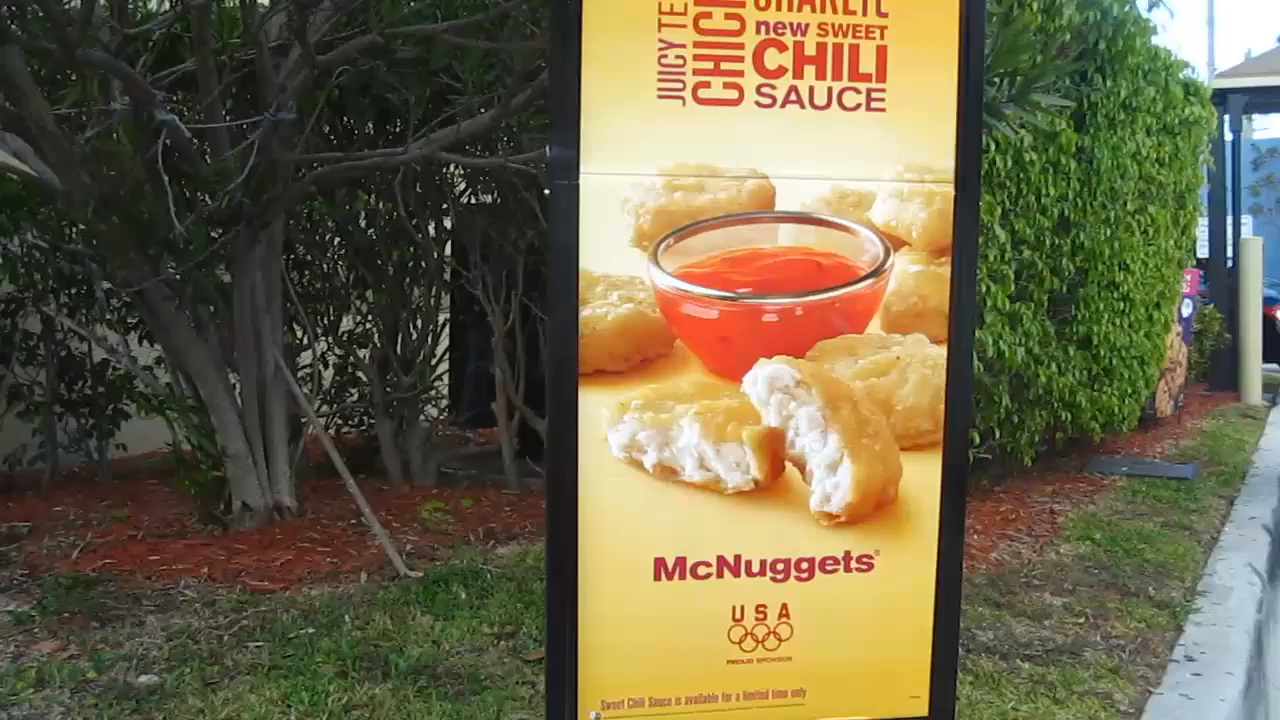 JUICY TE
CHICK
new SWEET
CHILI
SAUCE
McNuggets®
USA
PROUD SPONSOR
Sweet Chili Sauce is available for a limited time only